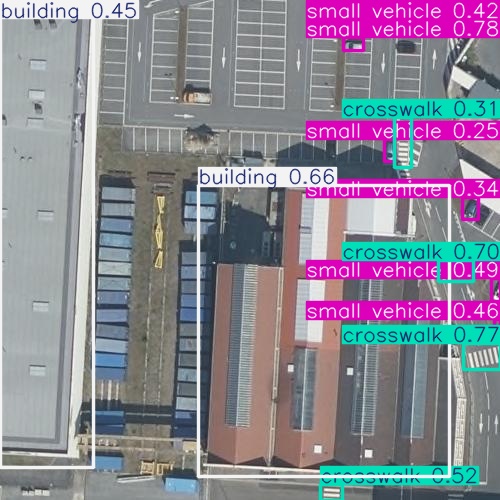 building 0.45
small vehicle 0.42
small vehicle 0.78
crosswalk 0.31
small vehicle 0.25
building 0.66
small vehicle 0.34
crosswalk 0.70
small vehicle 0.49
small vehicle 0.46
crosswalk 0.77
crosswalk 0.52